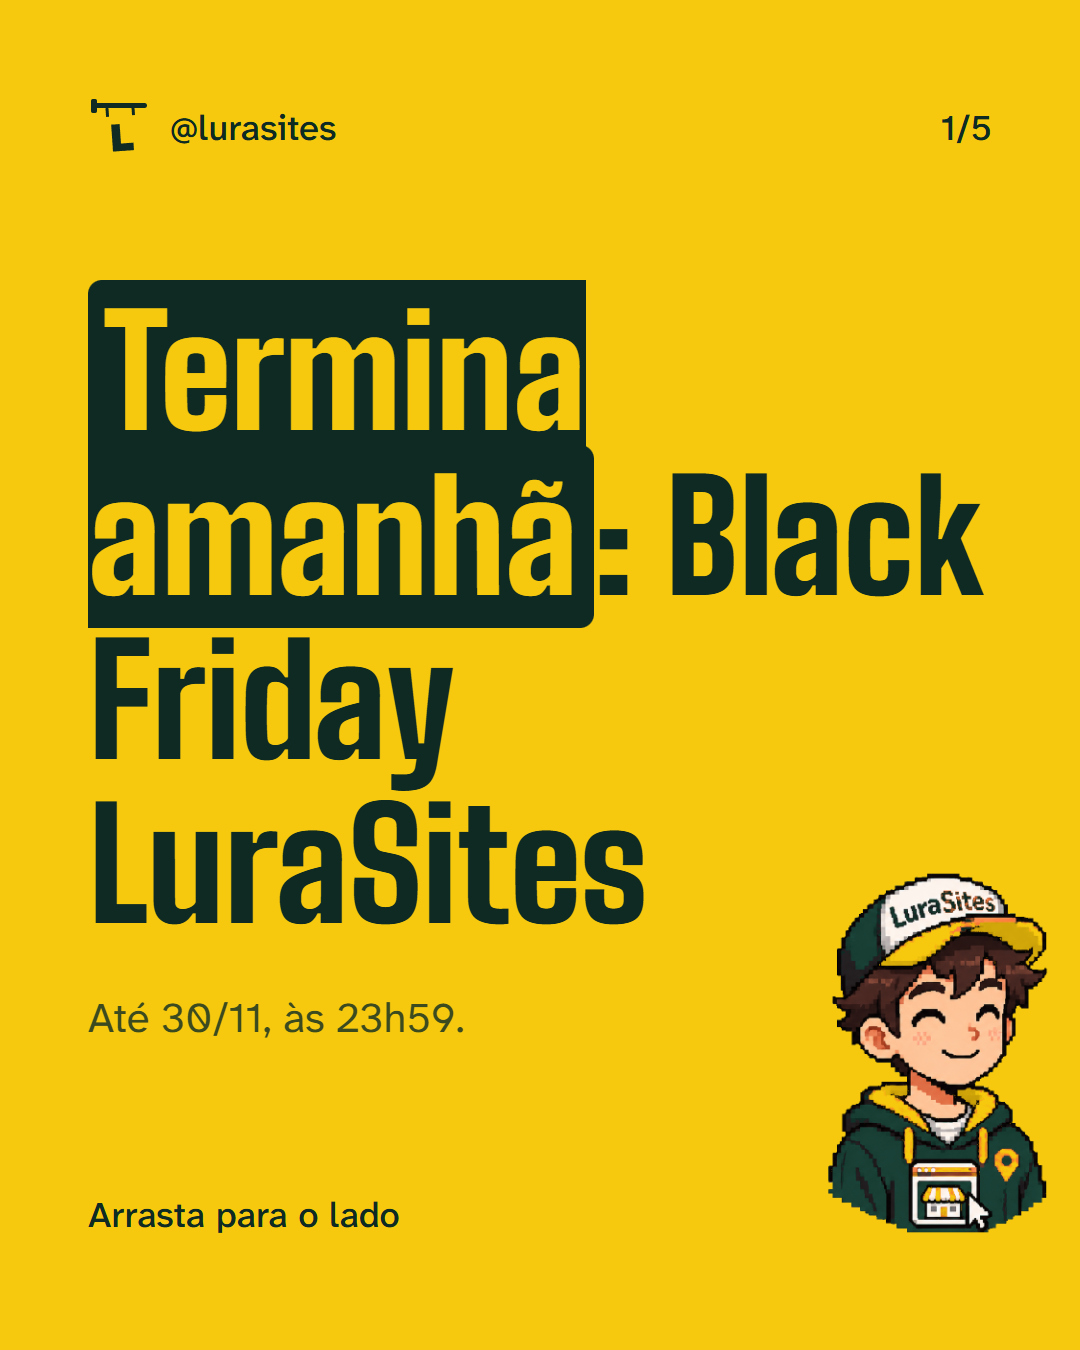 @lurasites
1/5
Termina
amanhã: Black
Friday
LuraSites
LuraSites
Até 30/11, às 23h59.
Arrasta para o lado